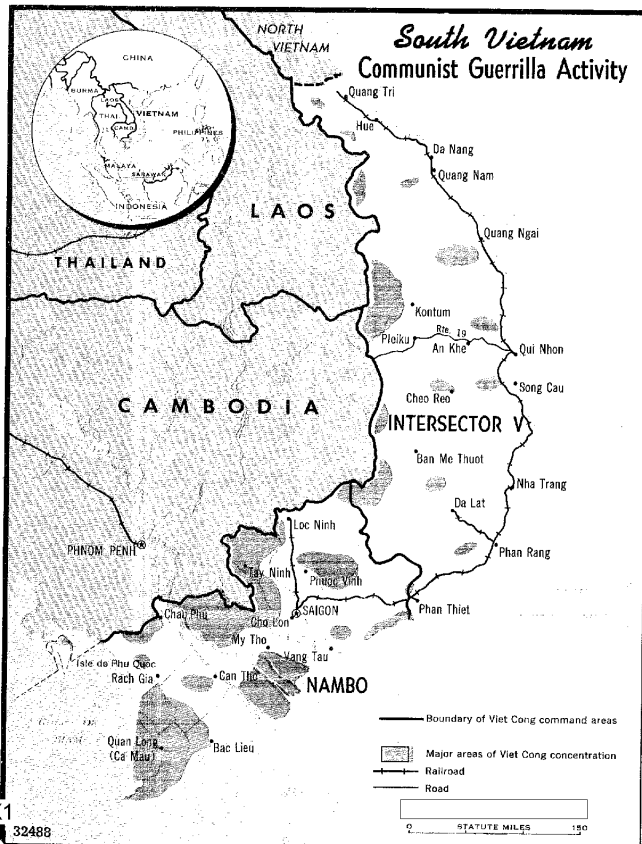 South Vietnam
Communist Guerrilla Activity
NORTH
VIETNAM
CHINA
BURMA
LAOS
THAI.
VIETNAM
CAMB.
PHILIPPINES
MALAYA
SARAWAK
INDONESIA
Quang Tri
Hue
Da Nang
Quang Nam
LAOS
Quang Ngai
THAILAND
Kontum
Rte. 19
Pleiku
An Khe
Qui Nhon
Song Cau
Cheo Reo
CAMBODIA
INTERSECTOR V
Ban Me Thuot
Nha Trang
Da Lat
Loc Ninh
Phan Rang
PHNOM PENH
Tay Ninh
Phuoc Vinh
Chau Phu
SAIGON
Cho Lon
Phan Thiet
My Tho
Vang Tau
Isle de Phu Quoc
Rach Gia
Can Tho
NAMBO
Quan Long
(Ca Mau)
Bac Lieu
Boundary of Viet Cong command areas
Major areas of Viet Cong concentration
Railroad
Road
0 STATUTE MILES 150
32488